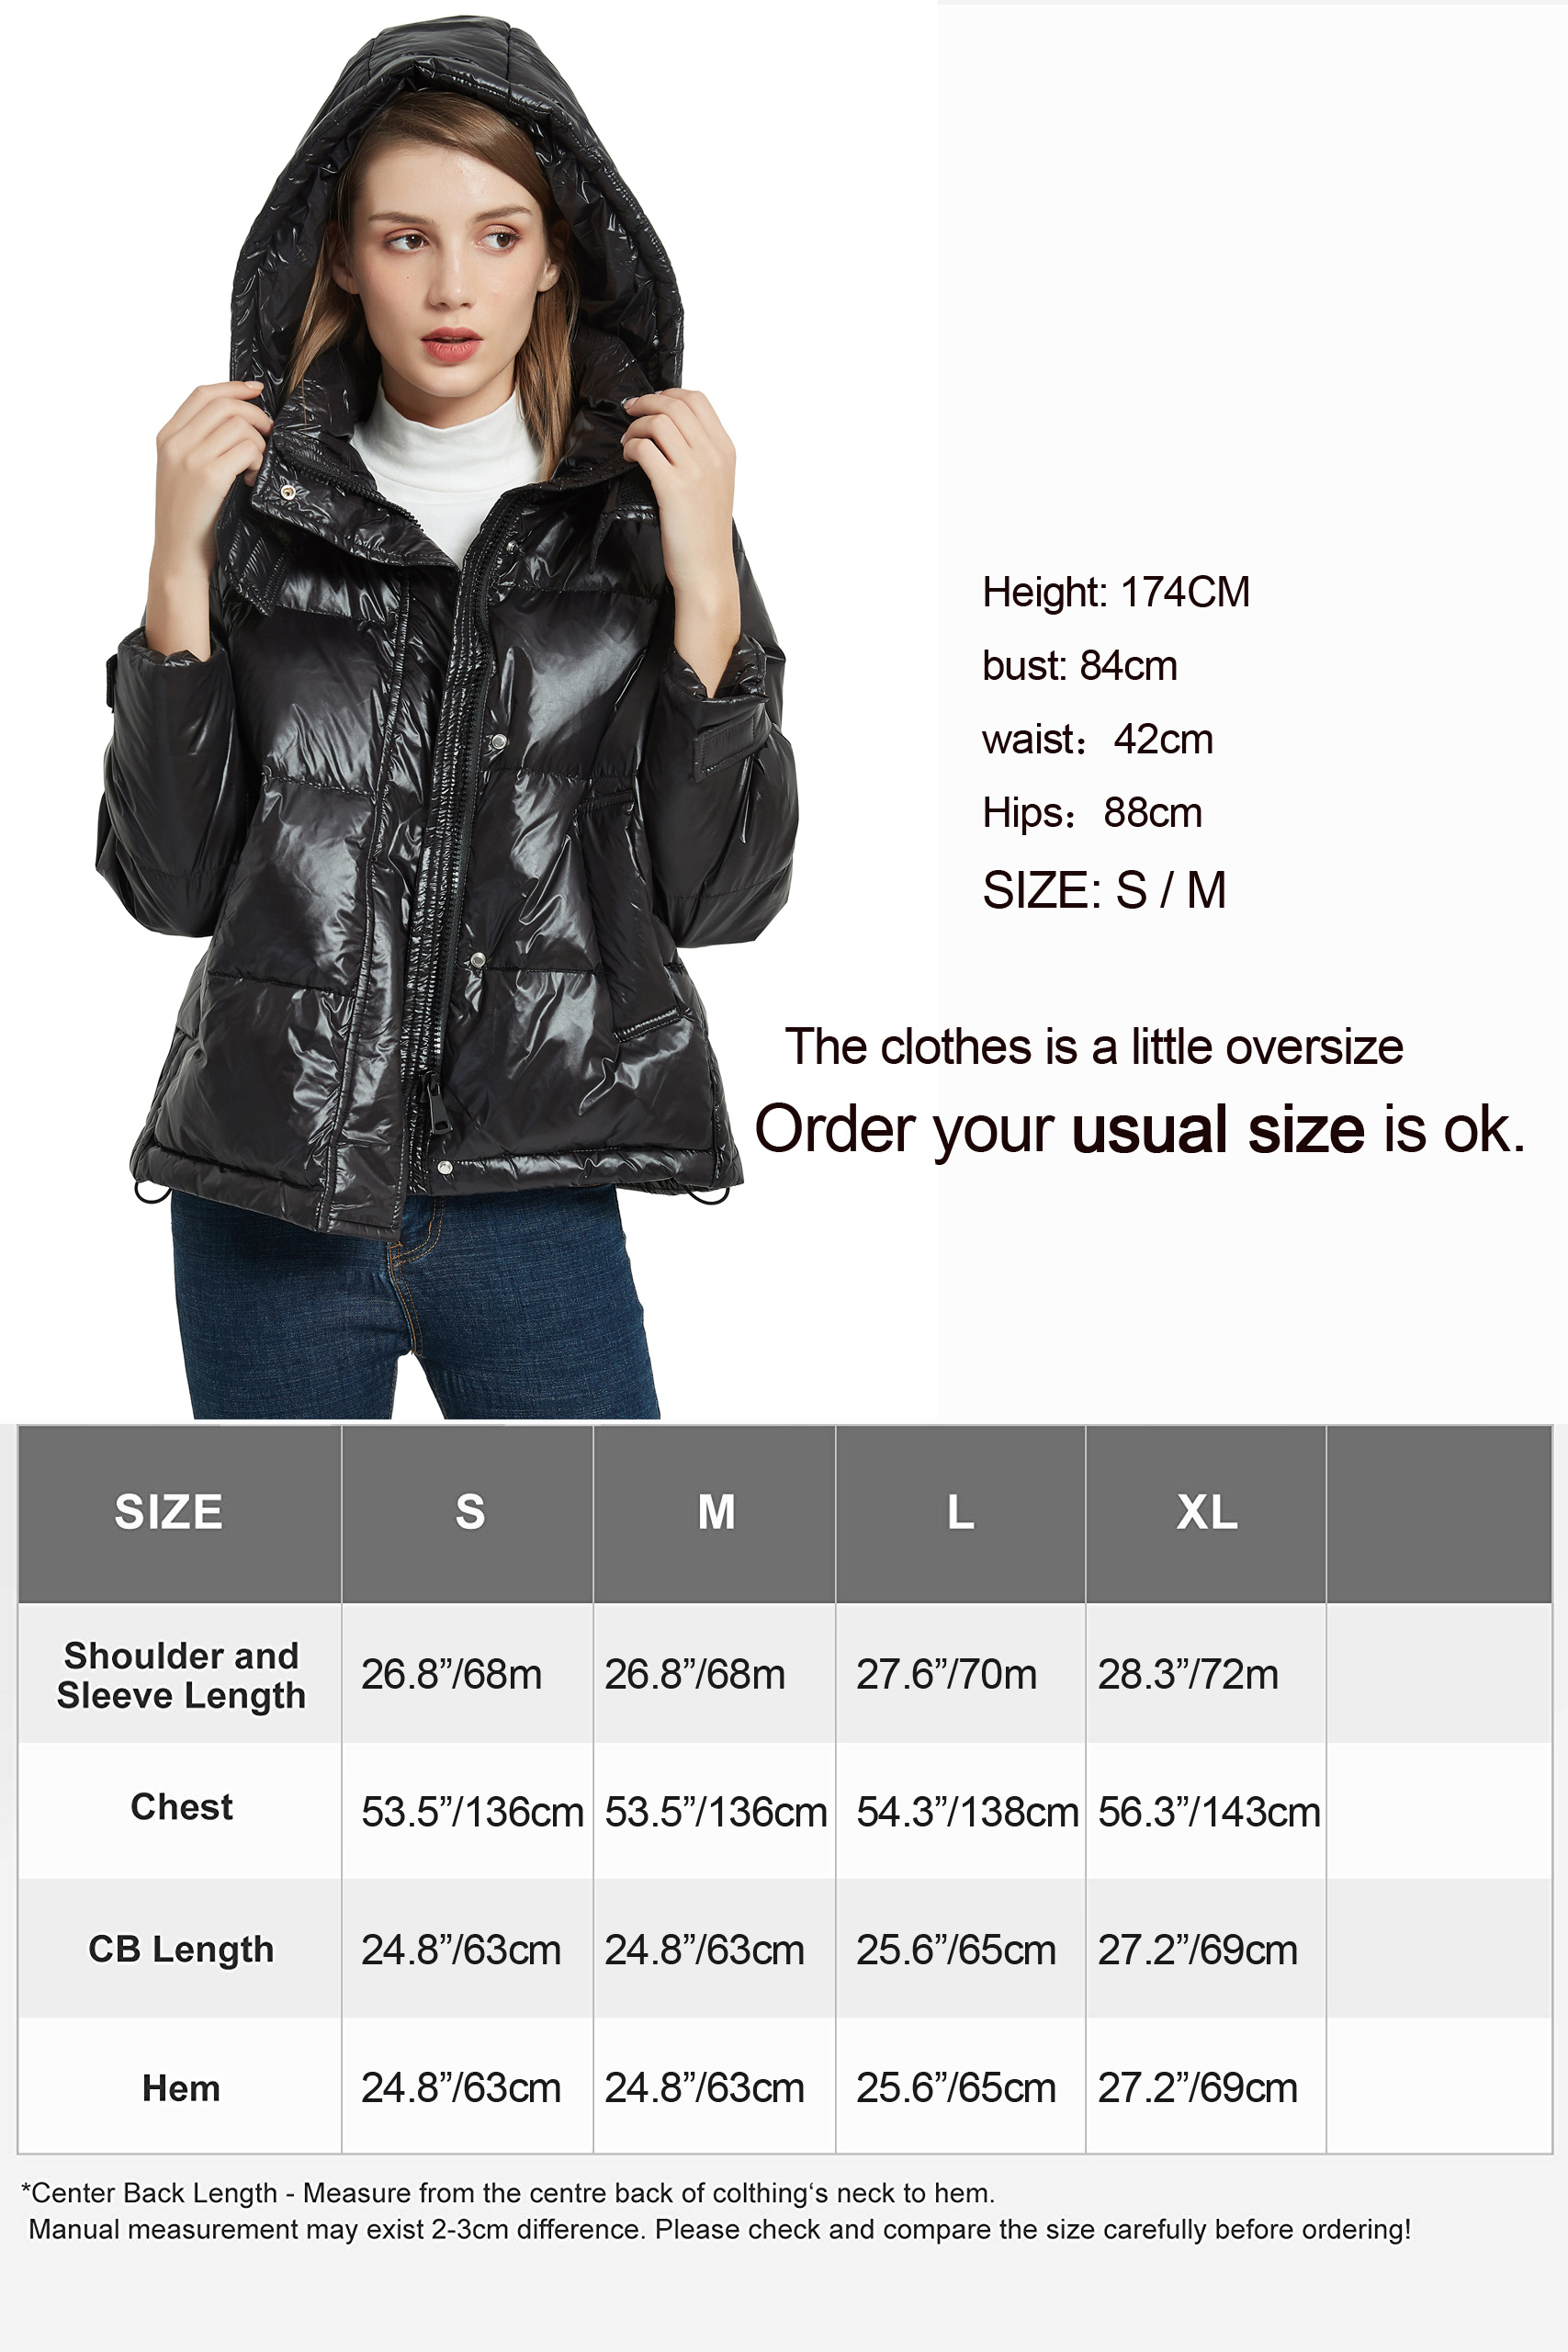 Height: 174CM
bust: 84cm
waist：42cm
Hips：88cm
SIZE: S / M
The clothes is a little oversize
Order your usual size is ok.
SIZE S M L XL
Shoulder and
Sleeve Length
26.8”/68m 26.8”/68m 27.6”/70m 28.3”/72m
Chest 53.5”/136cm 53.5”/136cm 54.3”/138cm 56.3”/143cm
CB Length 24.8”/63cm 24.8”/63cm 25.6”/65cm 27.2”/69cm
Hem 24.8”/63cm 24.8”/63cm 25.6”/65cm 27.2”/69cm
*Center Back Length - Measure from the centre back of colthing‘s neck to hem.
Manual measurement may exist 2-3cm difference. Please check and compare the size carefully before ordering!